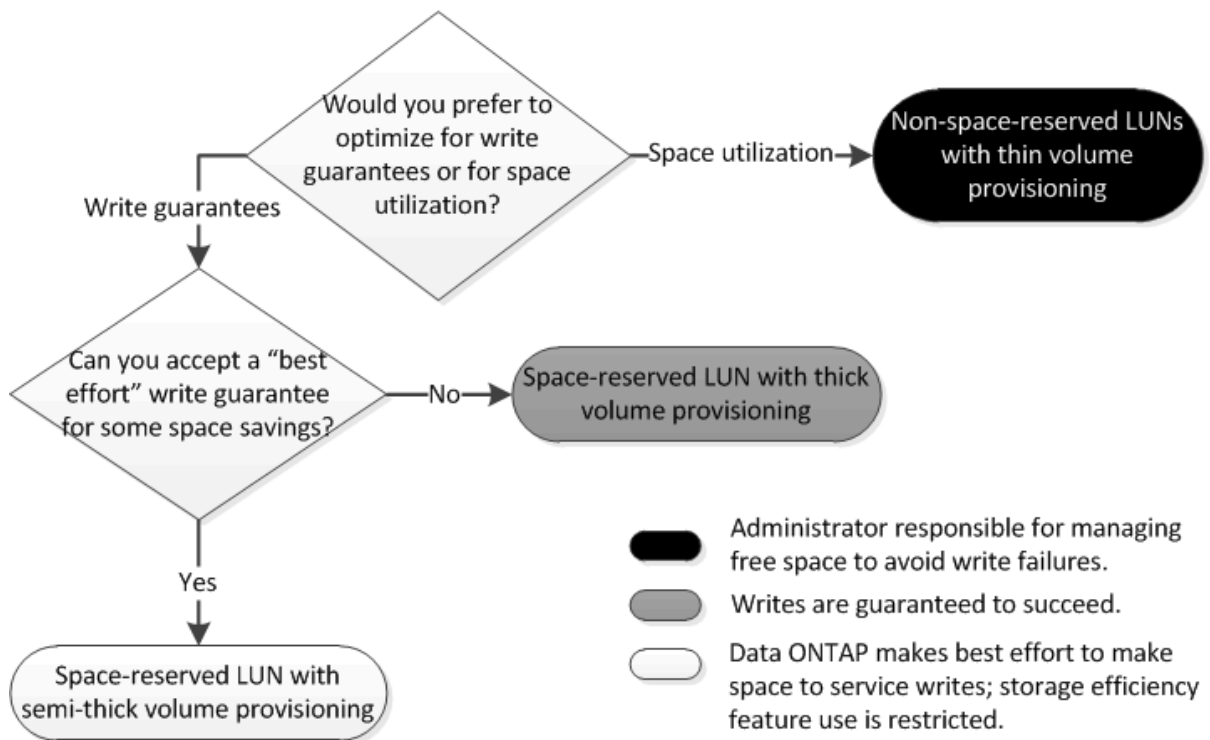 Would you prefer to
optimize for write
guarantees or for space
utilization?
Space utilization
Non-space-reserved LUNs
with thin volume
provisioning
Write guarantees
Can you accept a “best
effort” write guarantee
for some space savings?
No
Space-reserved LUN with thick
volume provisioning
Yes
Space-reserved LUN with
semi-thick volume provisioning
Administrator responsible for managing
free space to avoid write failures.
Writes are guaranteed to succeed.
Data ONTAP makes best effort to make
space to service writes; storage efficiency
feature use is restricted.